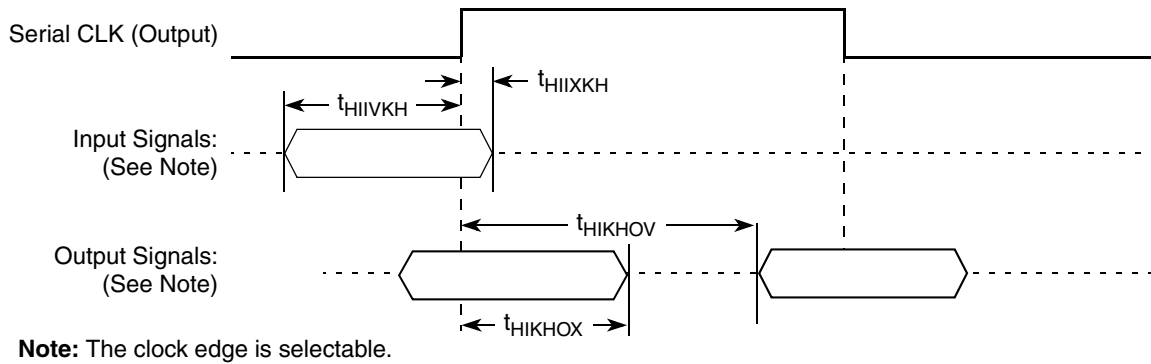 Serial CLK (Output)
tHIIXKH
tHIIVKH
Input Signals:
(See Note)
tHIKHOV
Output Signals:
(See Note)
tHIKHOX
Note: The clock edge is selectable.